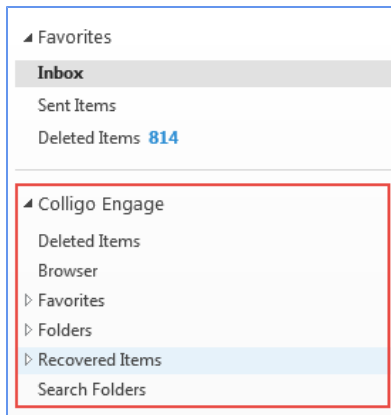 Favorites
Inbox
Sent Items
Deleted Items 814
Colligo Engage
Deleted Items
Browser
Favorites
Folders
Recovered Items
Search Folders